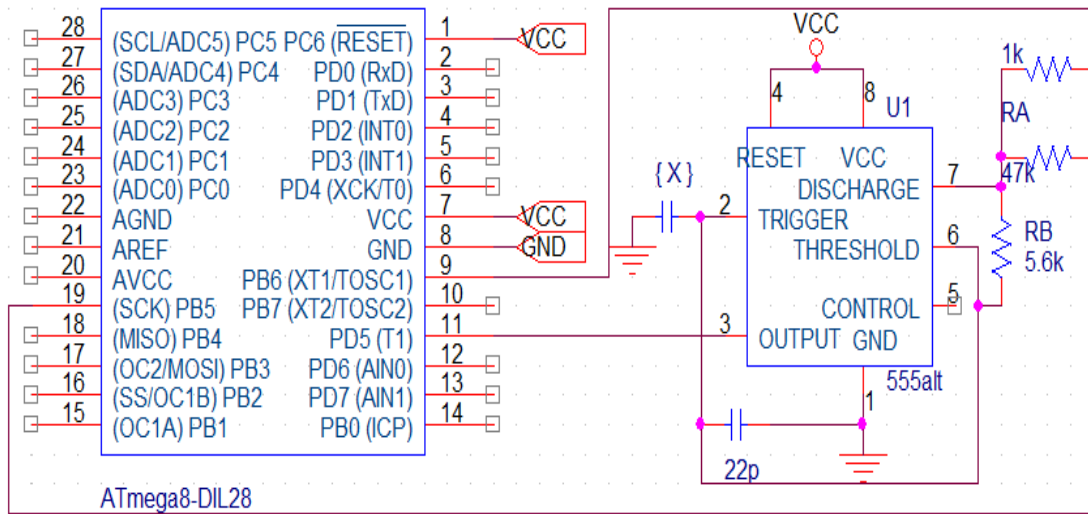 28 (SCL/ADC5) PC5 PC6 (RESET) 1 VCC
27 (SDA/ADC4) PC4 PD0 (RxD) 2
26 (ADC3) PC3 PD1 (TxD) 3
25 (ADC2) PC2 PD2 (INT0) 4
24 (ADC1) PC1 PD3 (INT1) 5
23 (ADC0) PC0 PD4 (XCK/T0) 6
22 AGND VCC 7 VCC
21 AREF GND 8 GND
20 AVCC PB6 (XT1/TOSC1) 9
19 (SCK) PB5 PB7 (XT2/TOSC2) 10
18 (MISO) PB4 PD5 (T1) 11
17 (OC2/MOSI) PB3 PD6 (AIN0) 12
16 (SS/OC1B) PB2 PD7 (AIN1) 13
15 (OC1A) PB1 PB0 (ICP) 14
ATmega8-DIL28
VCC
4 8 U1
RESET VCC
DISCHARGE 7
{X}
2 TRIGGER
THRESHOLD 6
CONTROL 5
3 OUTPUT GND
555alt
1
22p
1k
RA
47k
RB
5.6k